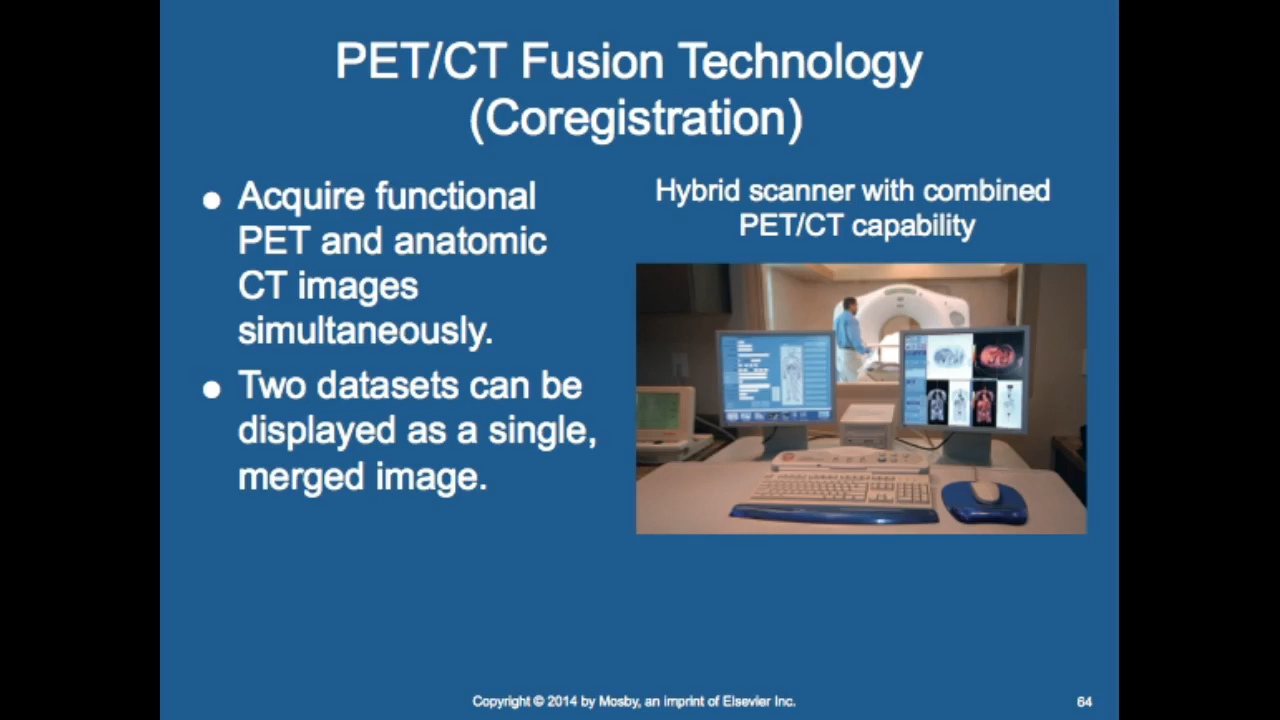 PET/CT Fusion Technology
(Coregistration)
● Acquire functional
PET and anatomic
CT images
simultaneously.
● Two datasets can be
displayed as a single,
merged image.
Hybrid scanner with combined
PET/CT capability
Copyright © 2014 by Mosby, an imprint of Elsevier Inc.
64